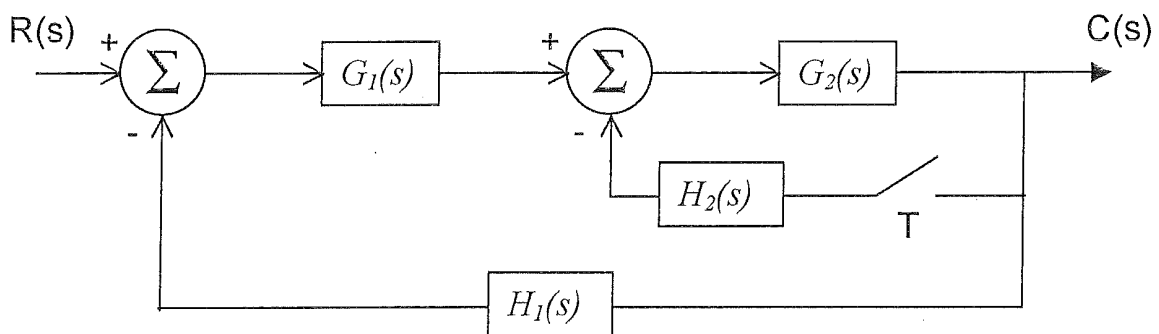 R(s)
C(s)
+
Σ
G₁(s)
+
Σ
G₂(s)
-
-
H₂(s)
T
H₁(s)